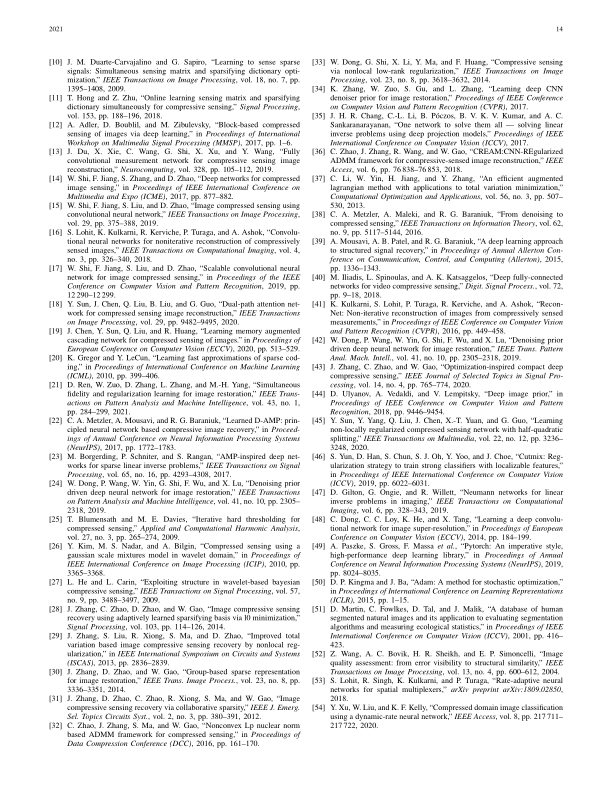 2021
14
[10] J. M. Duarte-Carvajalino and G. Sapiro, “Learning to sense sparse
signals: Simultaneous sensing matrix and sparsifying dictionary opti-
mization,” IEEE Transactions on Image Processing, vol. 18, no. 7, pp.
1395–1408, 2009.
[11] T. Hong and Z. Zhu, “Online learning sensing matrix and sparsifying
dictionary simultaneously for compressive sensing,” Signal Processing,
vol. 153, pp. 188–196, 2018.
[12] A. Adler, D. Boublil, and M. Zibulevsky, “Block-based compressed
sensing of images via deep learning,” in Proceedings of International
Workshop on Multimedia Signal Processing (MMSP), 2017, pp. 1–6.
[13] J. Du, X. Xie, C. Wang, G. Shi, X. Xu, and Y. Wang, “Fully
convolutional measurement network for compressive sensing image
reconstruction,” Neurocomputing, vol. 328, pp. 105–112, 2019.
[14] W. Shi, F. Jiang, S. Zhang, and D. Zhao, “Deep networks for compressed
image sensing,” in Proceedings of IEEE International Conference on
Multimedia and Expo (ICME), 2017, pp. 877–882.
[15] W. Shi, F. Jiang, S. Liu, and D. Zhao, “Image compressed sensing using
convolutional neural network,” IEEE Transactions on Image Processing,
vol. 29, pp. 375–388, 2019.
[16] S. Lohit, K. Kulkarni, R. Kerviche, P. Turaga, and A. Ashok, “Convolu-
tional neural networks for noniterative reconstruction of compressively
sensed images,” IEEE Transactions on Computational Imaging, vol. 4,
no. 3, pp. 326–340, 2018.
[17] W. Shi, F. Jiang, S. Liu, and D. Zhao, “Scalable convolutional neural
network for image compressed sensing,” in Proceedings of the IEEE
Conference on Computer Vision and Pattern Recognition, 2019, pp.
12 290–12 299.
[18] Y. Sun, J. Chen, Q. Liu, B. Liu, and G. Guo, “Dual-path attention net-
work for compressed sensing image reconstruction,” IEEE Transactions
on Image Processing, vol. 29, pp. 9482–9495, 2020.
[19] J. Chen, Y. Sun, Q. Liu, and R. Huang, “Learning memory augmented
cascading network for compressed sensing of images,” in Proceedings of
European Conference on Computer Vision (ECCV), 2020, pp. 513–529.
[20] K. Gregor and Y. LeCun, “Learning fast approximations of sparse cod-
ing,” in Proceedings of International Conference on Machine Learning
(ICML), 2010, pp. 399–406.
[21] D. Ren, W. Zuo, D. Zhang, L. Zhang, and M.-H. Yang, “Simultaneous
fidelity and regularization learning for image restoration,” IEEE Trans-
actions on Pattern Analysis and Machine Intelligence, vol. 43, no. 1,
pp. 284–299, 2021.
[22] C. A. Metzler, A. Mousavi, and R. G. Baraniuk, “Learned D-AMP: prin-
cipled neural network based compressive image recovery,” in Proceed-
ings of Annual Conference on Neural Information Processing Systems
(NeurIPS), 2017, pp. 1772–1783.
[23] M. Borgerding, P. Schniter, and S. Rangan, “AMP-inspired deep net-
works for sparse linear inverse problems,” IEEE Transactions on Signal
Processing, vol. 65, no. 16, pp. 4293–4308, 2017.
[24] W. Dong, P. Wang, W. Yin, G. Shi, F. Wu, and X. Lu, “Denoising prior
driven deep neural network for image restoration,” IEEE Transactions
on Pattern Analysis and Machine Intelligence, vol. 41, no. 10, pp. 2305–
2318, 2019.
[25] T. Blumensath and M. E. Davies, “Iterative hard thresholding for
compressed sensing,” Applied and Computational Harmonic Analysis,
vol. 27, no. 3, pp. 265–274, 2009.
[26] Y. Kim, M. S. Nadar, and A. Bilgin, “Compressed sensing using a
gaussian scale mixtures model in wavelet domain,” in Proceedings of
IEEE International Conference on Image Processing (ICIP), 2010, pp.
3365–3368.
[27] L. He and L. Carin, “Exploiting structure in wavelet-based bayesian
compressive sensing,” IEEE Transactions on Signal Processing, vol. 57,
no. 9, pp. 3488–3497, 2009.
[28] J. Zhang, C. Zhao, D. Zhao, and W. Gao, “Image compressive sensing
recovery using adaptively learned sparsifying basis via l0 minimization,”
Signal Processing, vol. 103, pp. 114–126, 2014.
[29] J. Zhang, S. Liu, R. Xiong, S. Ma, and D. Zhao, “Improved total
variation based image compressive sensing recovery by nonlocal reg-
ularization,” in IEEE International Symposium on Circuits and Systems
(ISCAS), 2013, pp. 2836–2839.
[30] J. Zhang, D. Zhao, and W. Gao, “Group-based sparse representation
for image restoration,” IEEE Trans. Image Process., vol. 23, no. 8, pp.
3336–3351, 2014.
[31] J. Zhang, D. Zhao, C. Zhao, R. Xiong, S. Ma, and W. Gao, “Image
compressive sensing recovery via collaborative sparsity,” IEEE J. Emerg.
Sel. Topics Circuits Syst., vol. 2, no. 3, pp. 380–391, 2012.
[32] C. Zhao, J. Zhang, S. Ma, and W. Gao, “Nonconvex Lp nuclear norm
based ADMM framework for compressed sensing,” in Proceedings of
Data Compression Conference (DCC), 2016, pp. 161–170.
[33] W. Dong, G. Shi, X. Li, Y. Ma, and F. Huang, “Compressive sensing
via nonlocal low-rank regularization,” IEEE Transactions on Image
Processing, vol. 23, no. 8, pp. 3618–3632, 2014.
[34] K. Zhang, W. Zuo, S. Gu, and L. Zhang, “Learning deep CNN
denoiser prior for image restoration,” in Proceedings of IEEE Conference
on Computer Vision and Pattern Recognition (CVPR), 2017.
[35] J. H. R. Chang, C.-L. Li, B. Póczos, B. V. K. V. Kumar, and A. C.
Sankaranarayanan, “One network to solve them all — solving linear
inverse problems using deep projection models,” Proceedings of IEEE
International Conference on Computer Vision (ICCV), 2017.
[36] C. Zhao, J. Zhang, R. Wang, and W. Gao, “CREAM:CNN-REgularized
ADMM framework for compressive-sensed image reconstruction,” IEEE
Access, vol. 6, pp. 76 838–76 853, 2018.
[37] C. Li, W. Yin, H. Jiang, and Y. Zhang, “An efficient augmented
lagrangian method with applications to total variation minimization,”
Computational Optimization and Applications, vol. 56, no. 3, pp. 507–
530, 2013.
[38] C. A. Metzler, A. Maleki, and R. G. Baraniuk, “From denoising to
compressed sensing,” IEEE Transactions on Information Theory, vol. 62,
no. 9, pp. 5117–5144, 2016.
[39] A. Mousavi, A. B. Patel, and R. G. Baraniuk, “A deep learning approach
to structured signal recovery,” in Proceedings of Annual Allerton Con-
ference on Communication, Control, and Computing (Allerton), 2015,
pp. 1336–1343.
[40] M. Iliadis, L. Spinoulas, and A. K. Katsaggelos, “Deep fully-connected
networks for video compressive sensing,” Digit. Signal Process., vol. 72,
pp. 9–18, 2018.
[41] K. Kulkarni, S. Lohit, P. Turaga, R. Kerviche, and A. Ashok, “Recon-
Net: Non-iterative reconstruction of images from compressively sensed
measurements,” in Proceedings of IEEE Conference on Computer Vision
and Pattern Recognition (CVPR), 2016, pp. 449–458.
[42] W. Dong, P. Wang, W. Yin, G. Shi, F. Wu, and X. Lu, “Denoising prior
driven deep neural network for image restoration,” IEEE Trans. Pattern
Anal. Mach. Intell., vol. 41, no. 10, pp. 2305–2318, 2019.
[43] J. Zhang, C. Zhao, and W. Gao, “Optimization-inspired compact deep
compressive sensing,” IEEE Journal of Selected Topics in Signal Pro-
cessing, vol. 14, no. 4, pp. 765–774, 2020.
[44] D. Ulyanov, A. Vedaldi, and V. Lempitsky, “Deep image prior,” in
Proceedings of IEEE Conference on Computer Vision and Pattern
Recognition, 2018, pp. 9446–9454.
[45] Y. Sun, Y. Yang, Q. Liu, J. Chen, X.-T. Yuan, and G. Guo, “Learning
non-locally regularized compressed sensing network with half-quadratic
splitting,” IEEE Transactions on Multimedia, vol. 22, no. 12, pp. 3236–
3248, 2020.
[46] S. Yun, D. Han, S. Chun, S. J. Oh, Y. Yoo, and J. Choe, “Cutmix: Reg-
ularization strategy to train strong classifiers with localizable features,”
in Proceedings of IEEE International Conference on Computer Vision
(ICCV), 2019, pp. 6022–6031.
[47] D. Gilton, G. Ongie, and R. Willett, “Neumann networks for linear
inverse problems in imaging,” IEEE Transactions on Computational
Imaging, vol. 6, pp. 328–343, 2019.
[48] C. Dong, C. C. Loy, K. He, and X. Tang, “Learning a deep convolu-
tional network for image super-resolution,” in Proceedings of European
Conference on Computer Vision (ECCV), 2014, pp. 184–199.
[49] A. Paszke, S. Gross, F. Massa et al., “Pytorch: An imperative style,
high-performance deep learning library,” in Proceedings of Annual
Conference on Neural Information Processing Systems (NeurIPS), 2019,
pp. 8024–8035.
[50] D. P. Kingma and J. Ba, “Adam: A method for stochastic optimization,”
in Proceedings of International Conference on Learning Representations
(ICLR), 2015, pp. 1–15.
[51] D. Martin, C. Fowlkes, D. Tal, and J. Malik, “A database of human
segmented natural images and its application to evaluating segmentation
algorithms and measuring ecological statistics,” in Proceedings of IEEE
International Conference on Computer Vision (ICCV), 2001, pp. 416–
423.
[52] Z. Wang, A. C. Bovik, H. R. Sheikh, and E. P. Simoncelli, “Image
quality assessment: from error visibility to structural similarity,” IEEE
Transactions on Image Processing, vol. 13, no. 4, pp. 600–612, 2004.
[53] S. Lohit, R. Singh, K. Kulkarni, and P. Turaga, “Rate-adaptive neural
networks for spatial multiplexers,” arXiv preprint arXiv:1809.02850,
2018.
[54] Y. Xu, W. Liu, and K. F. Kelly, “Compressed domain image classification
using a dynamic-rate neural network,” IEEE Access, vol. 8, pp. 217 711–
217 722, 2020.